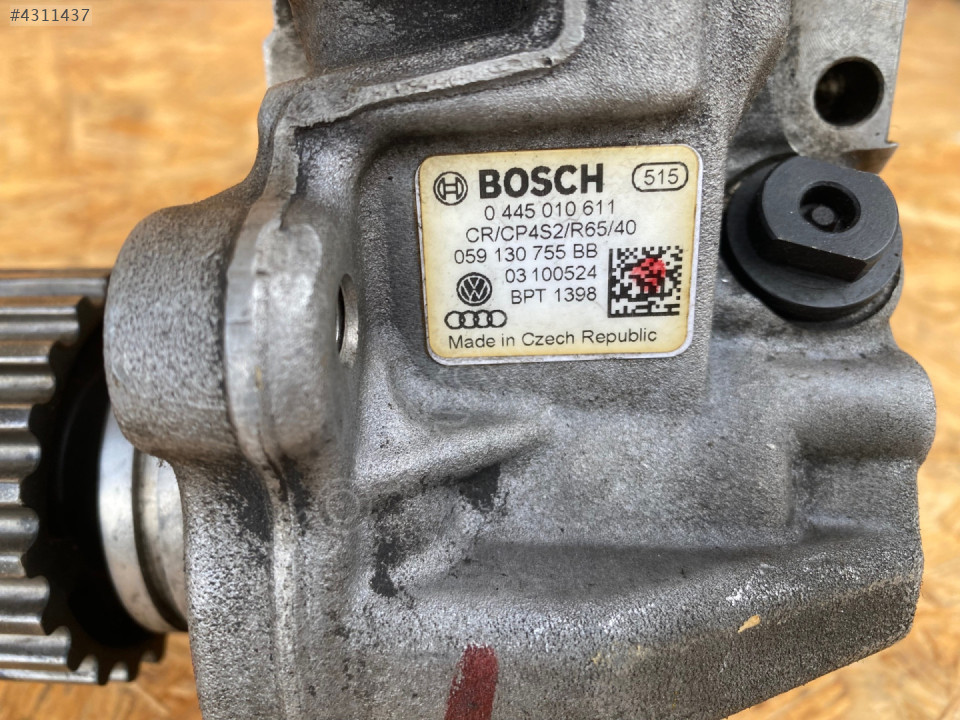 #4311437
BOSCH 515
0 445 010 611
CR/CP4S2/R65/40
059 130 755 BB
03 100524
BPT 1398
Made in Czech Republic